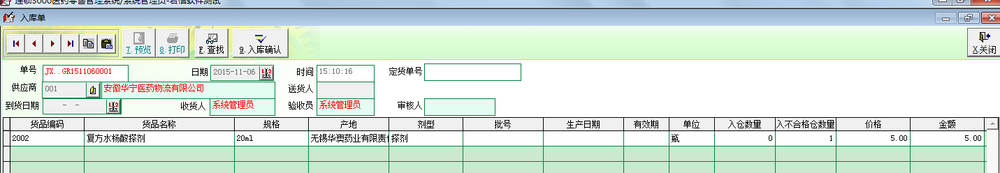 连锁3000医药零售管理系统/系统管理员-君信软件测试
入库单
7.预览 8.打印 F.查找 9.入库确认 X.关闭
单号 JX..GR1511060001 日期 2015-11-06 时间 15:10:16 定货单号
供应商 001 安徽华宁医药物流有限公司 送货人
到货日期 - - 收货人 系统管理员 验收员 系统管理员 审核人
货品编码 货品名称 规格 产地 剂型 批号 生产日期 有效期 单位 入仓数量 入不合格仓数量 价格 金额
2002 复方水杨酸搽剂 20ml 无锡华澳药业有限责 搽剂 瓶 0 1 5.00 5.00